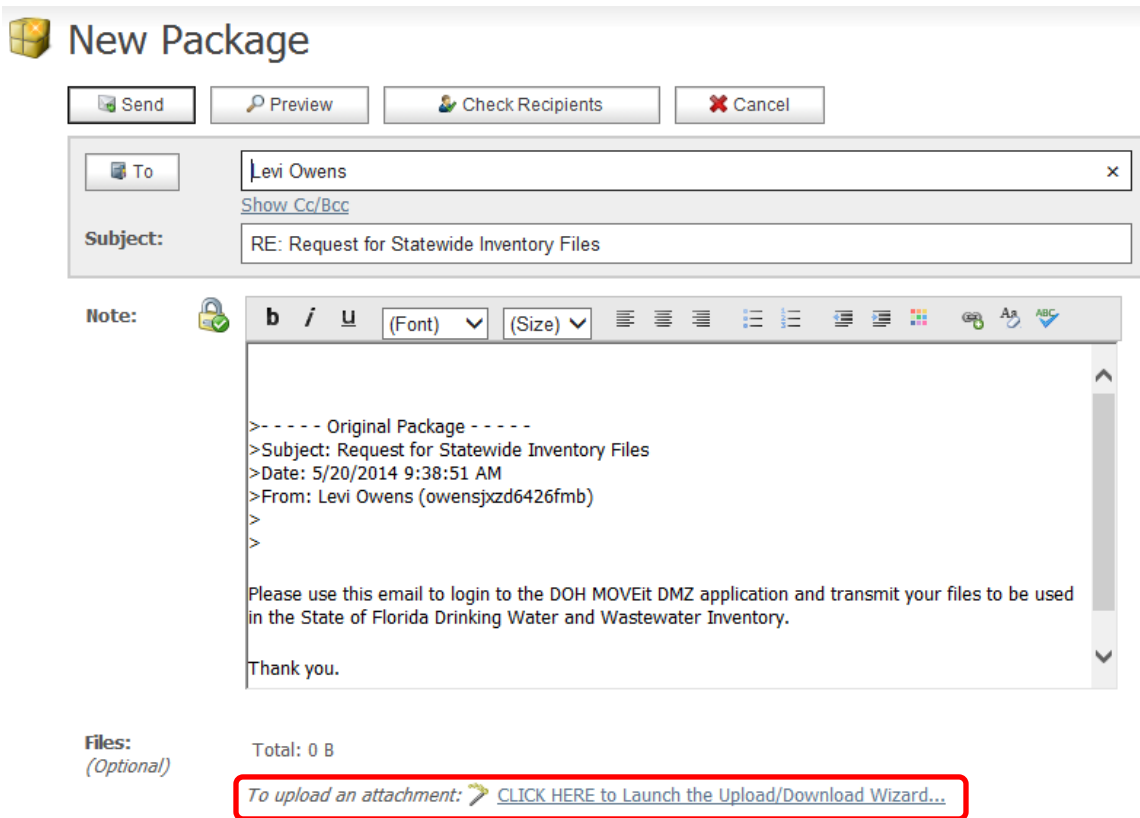 New Package
Send Preview Check Recipients Cancel
To Levi Owens ×
Show Cc/Bcc
Subject: RE: Request for Statewide Inventory Files
Note: b i u (Font) (Size) ABC
>- - - - - Original Package - - - - -
>Subject: Request for Statewide Inventory Files
>Date: 5/20/2014 9:38:51 AM
>From: Levi Owens (owensjxzd6426fmb)
>
>
Please use this email to login to the DOH MOVEit DMZ application and transmit your files to be used
in the State of Florida Drinking Water and Wastewater Inventory.
Thank you.
Files: Total: 0 B
(Optional)
To upload an attachment: CLICK HERE to Launch the Upload/Download Wizard...